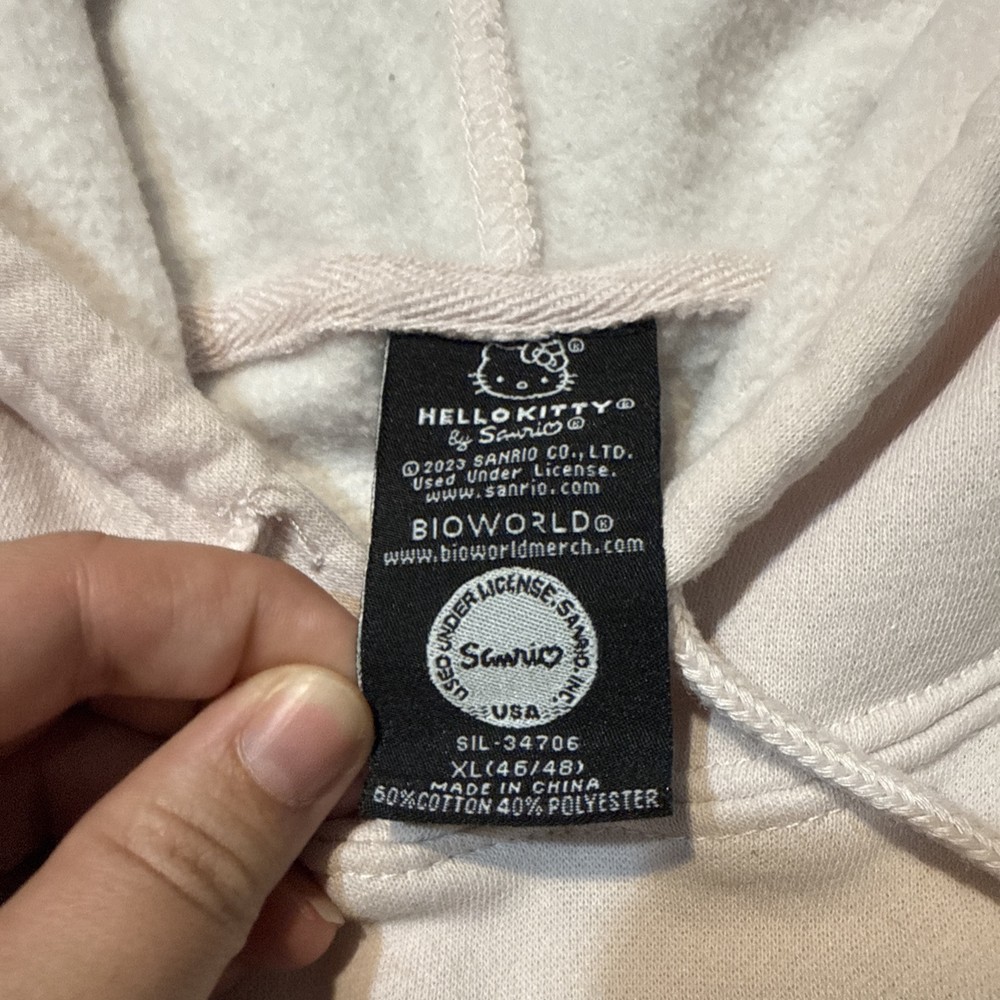 ®
HELLO KITTY®
By Sanrio®
©2023 SANRIO CO., LTD.
Used Under License.
www.sanrio.com
BIOWORLD®
www.bioworldmerch.com
USED UNDER LICENSE, SANRIO, INC.
Sanrio
USA
SIL-34706
XL(46/48)
MADE IN CHINA
60%COTTON 40% POLYESTER